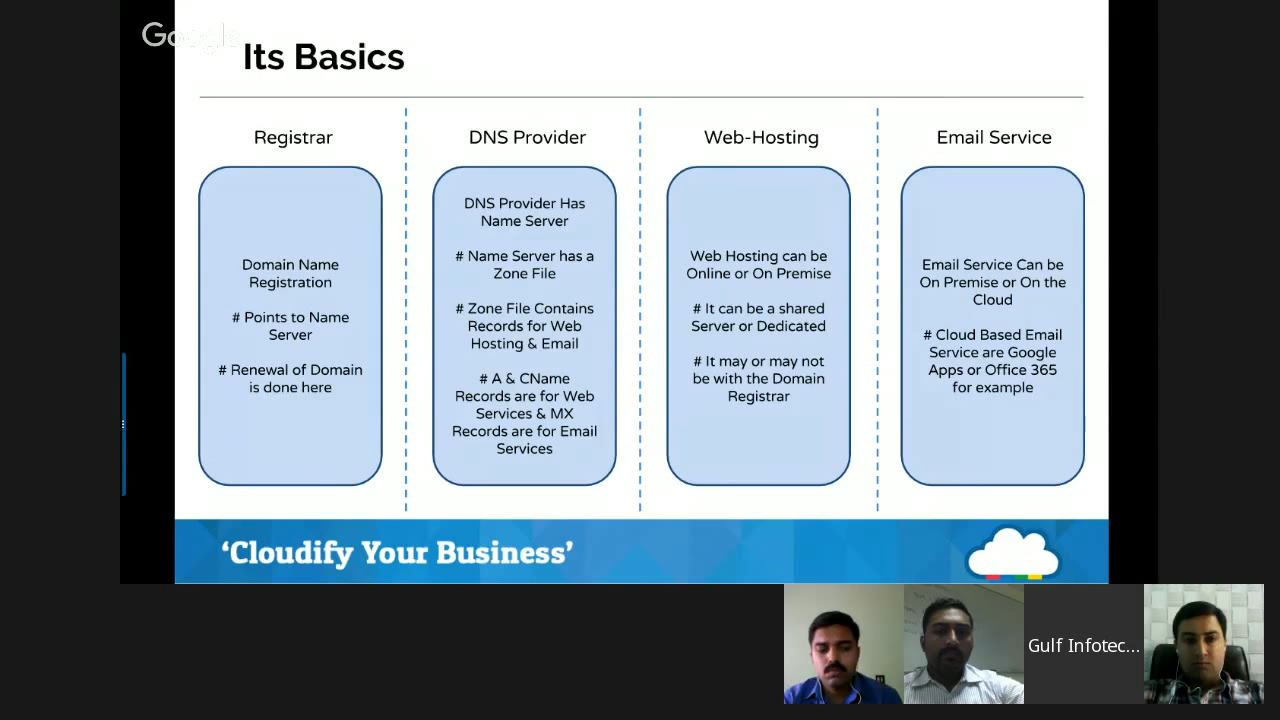 Google
Its Basics
Registrar
DNS Provider
Web-Hosting
Email Service
Domain Name
Registration
# Points to Name
Server
# Renewal of Domain
is done here
DNS Provider Has
Name Server
# Name Server has a
Zone File
# Zone File Contains
Records for Web
Hosting & Email
# A & CName
Records are for Web
Services & MX
Records are for Email
Services
Web Hosting can be
Online or On Premise
# It can be a shared
Server or Dedicated
# It may or may not
be with the Domain
Registrar
Email Service Can be
On Premise or On the
Cloud
# Cloud Based Email
Service are Google
Apps or Office 365
for example
‘Cloudify Your Business’
Gulf Infotec...